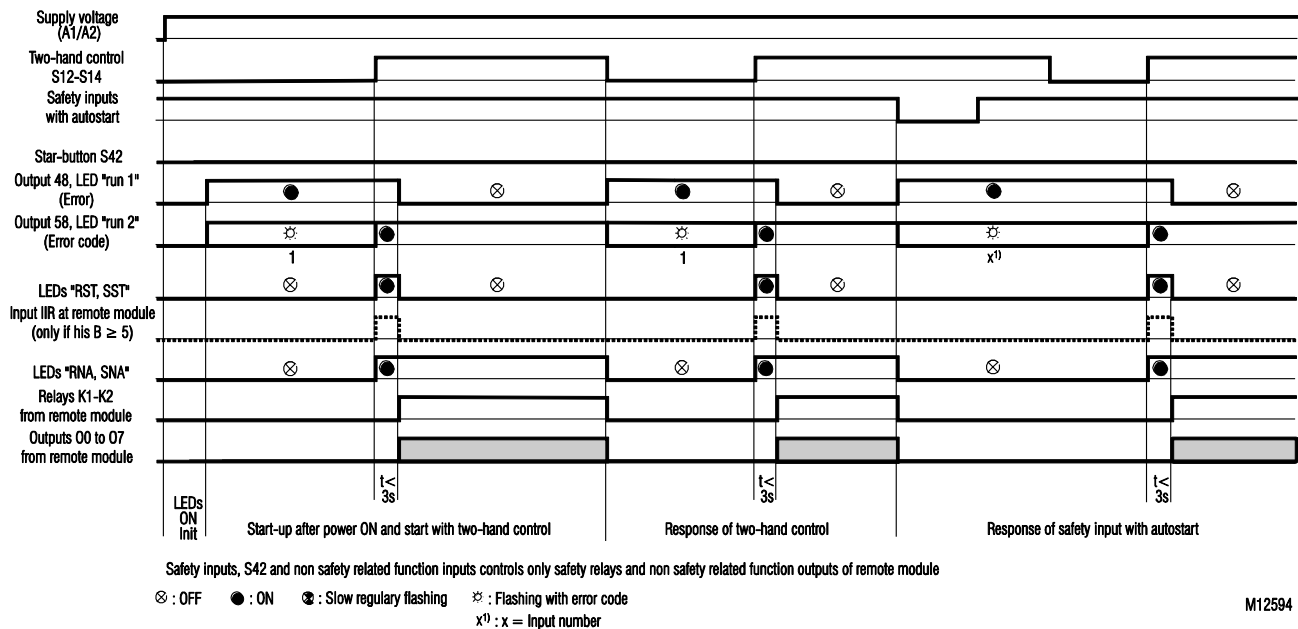 Supply voltage
(A1/A2)
Two-hand control
S12-S14
Safety inputs
with autostart
Star-button S42
Output 48, LED "run 1"
(Error)
Output 58, LED "run 2"
(Error code)
1
1
x¹⁾
LEDs "RST, SST"
Input IIR at remote module
(only if his B ≥ 5)
LEDs "RNA, SNA"
Relays K1-K2
from remote module
Outputs O0 to O7
from remote module
t<
3s
t<
3s
t<
3s
LEDs
ON
Init
Start-up after power ON and start with two-hand control
Response of two-hand control
Response of safety input with autostart
Safety inputs, S42 and non safety related function inputs controls only safety relays and non safety related function outputs of remote module
: OFF : ON : Slow regulary flashing : Flashing with error code
x¹⁾ : x = Input number
M12594